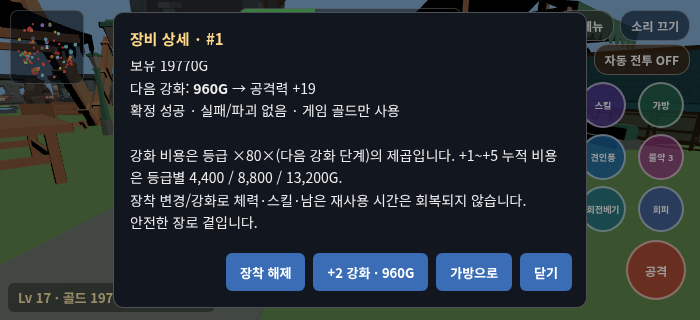 장비 상세 · #1
보유 19770G
다음 강화: 960G → 공격력 +19
확정 성공 · 실패/파괴 없음 · 게임 골드만 사용
강화 비용은 등급 ×80×(다음 강화 단계)의 제곱입니다. +1~+5 누적 비용
은 등급별 4,400 / 8,800 / 13,200G.
장착 변경/강화로 체력·스킬·남은 재사용 시간은 회복되지 않습니다.
안전한 장로 곁입니다.
장착 해제
+2 강화 · 960G
가방으로
닫기
메뉴
소리 끄기
자동 전투 OFF
스킬
가방
견인풍
물약 3
회전베기
회피
공격
Lv 17 · 골드 197